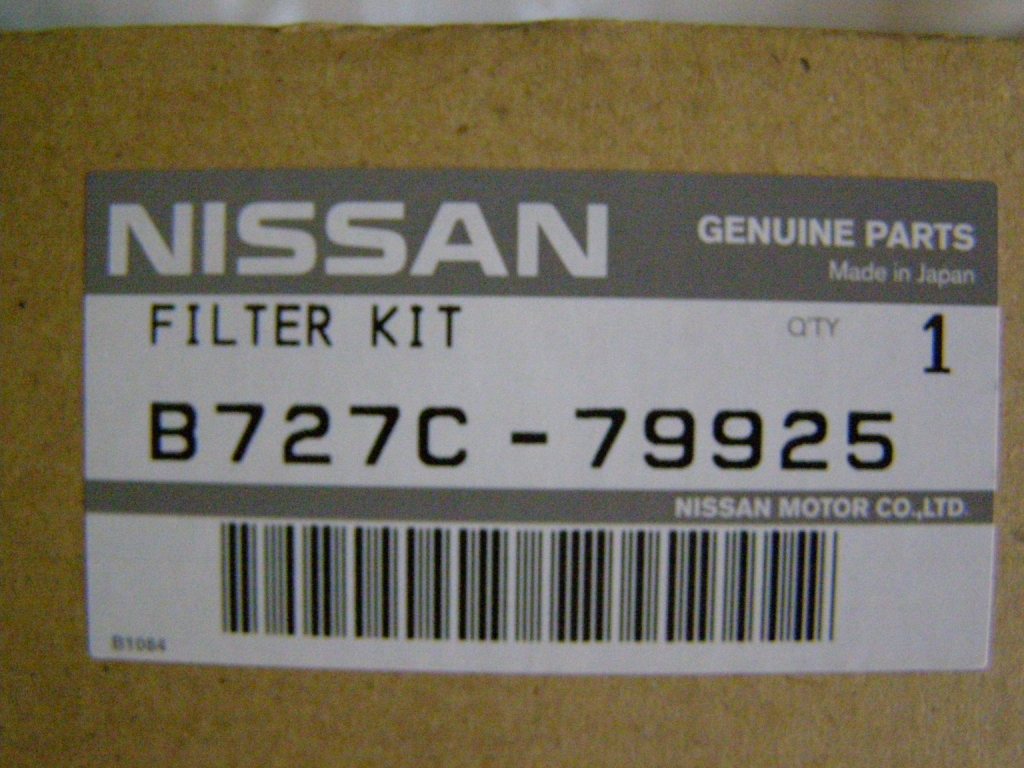 NISSAN
GENUINE PARTS
Made in Japan
FILTER KIT Q'TY 1
B727C-79925
NISSAN MOTOR CO.,LTD.
B1084